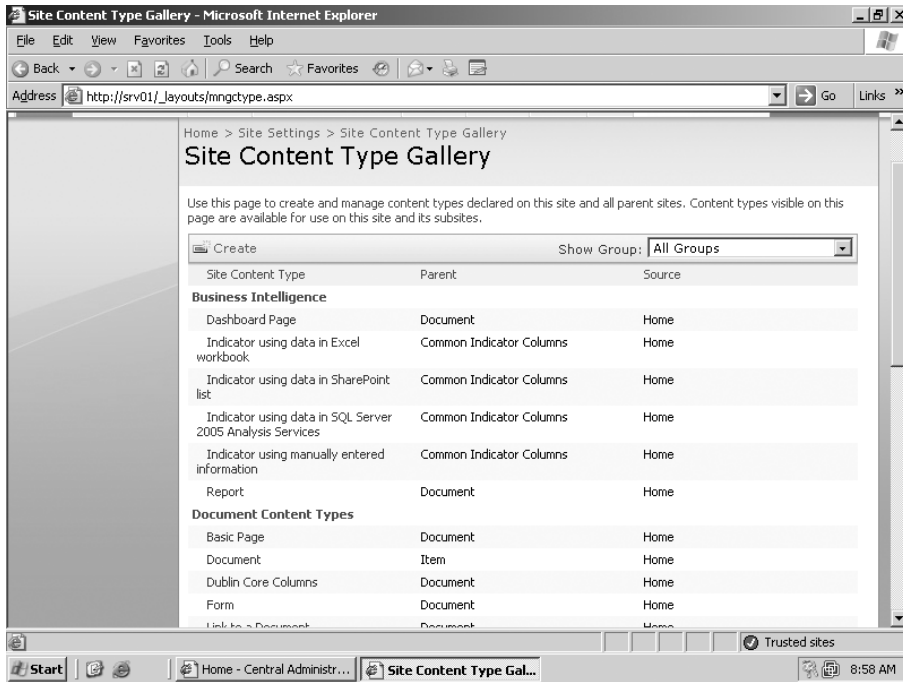 Site Content Type Gallery - Microsoft Internet Explorer
File Edit View Favorites Tools Help
Back Search Favorites
Address http://srv01/_layouts/mngctype.aspx Go Links »
Home > Site Settings > Site Content Type Gallery
Site Content Type Gallery
Use this page to create and manage content types declared on this site and all parent sites. Content types visible on this
page are available for use on this site and its subsites.
Create Show Group: All Groups
Site Content Type Parent Source
Business Intelligence
Dashboard Page Document Home
Indicator using data in Excel Common Indicator Columns Home
workbook
Indicator using data in SharePoint Common Indicator Columns Home
list
Indicator using data in SQL Server Common Indicator Columns Home
2005 Analysis Services
Indicator using manually entered Common Indicator Columns Home
information
Report Document Home
Document Content Types
Basic Page Document Home
Document Item Home
Dublin Core Columns Document Home
Form Document Home
Link to a Document Document Home
Trusted sites
Start Home - Central Administr... Site Content Type Gal... 8:58 AM